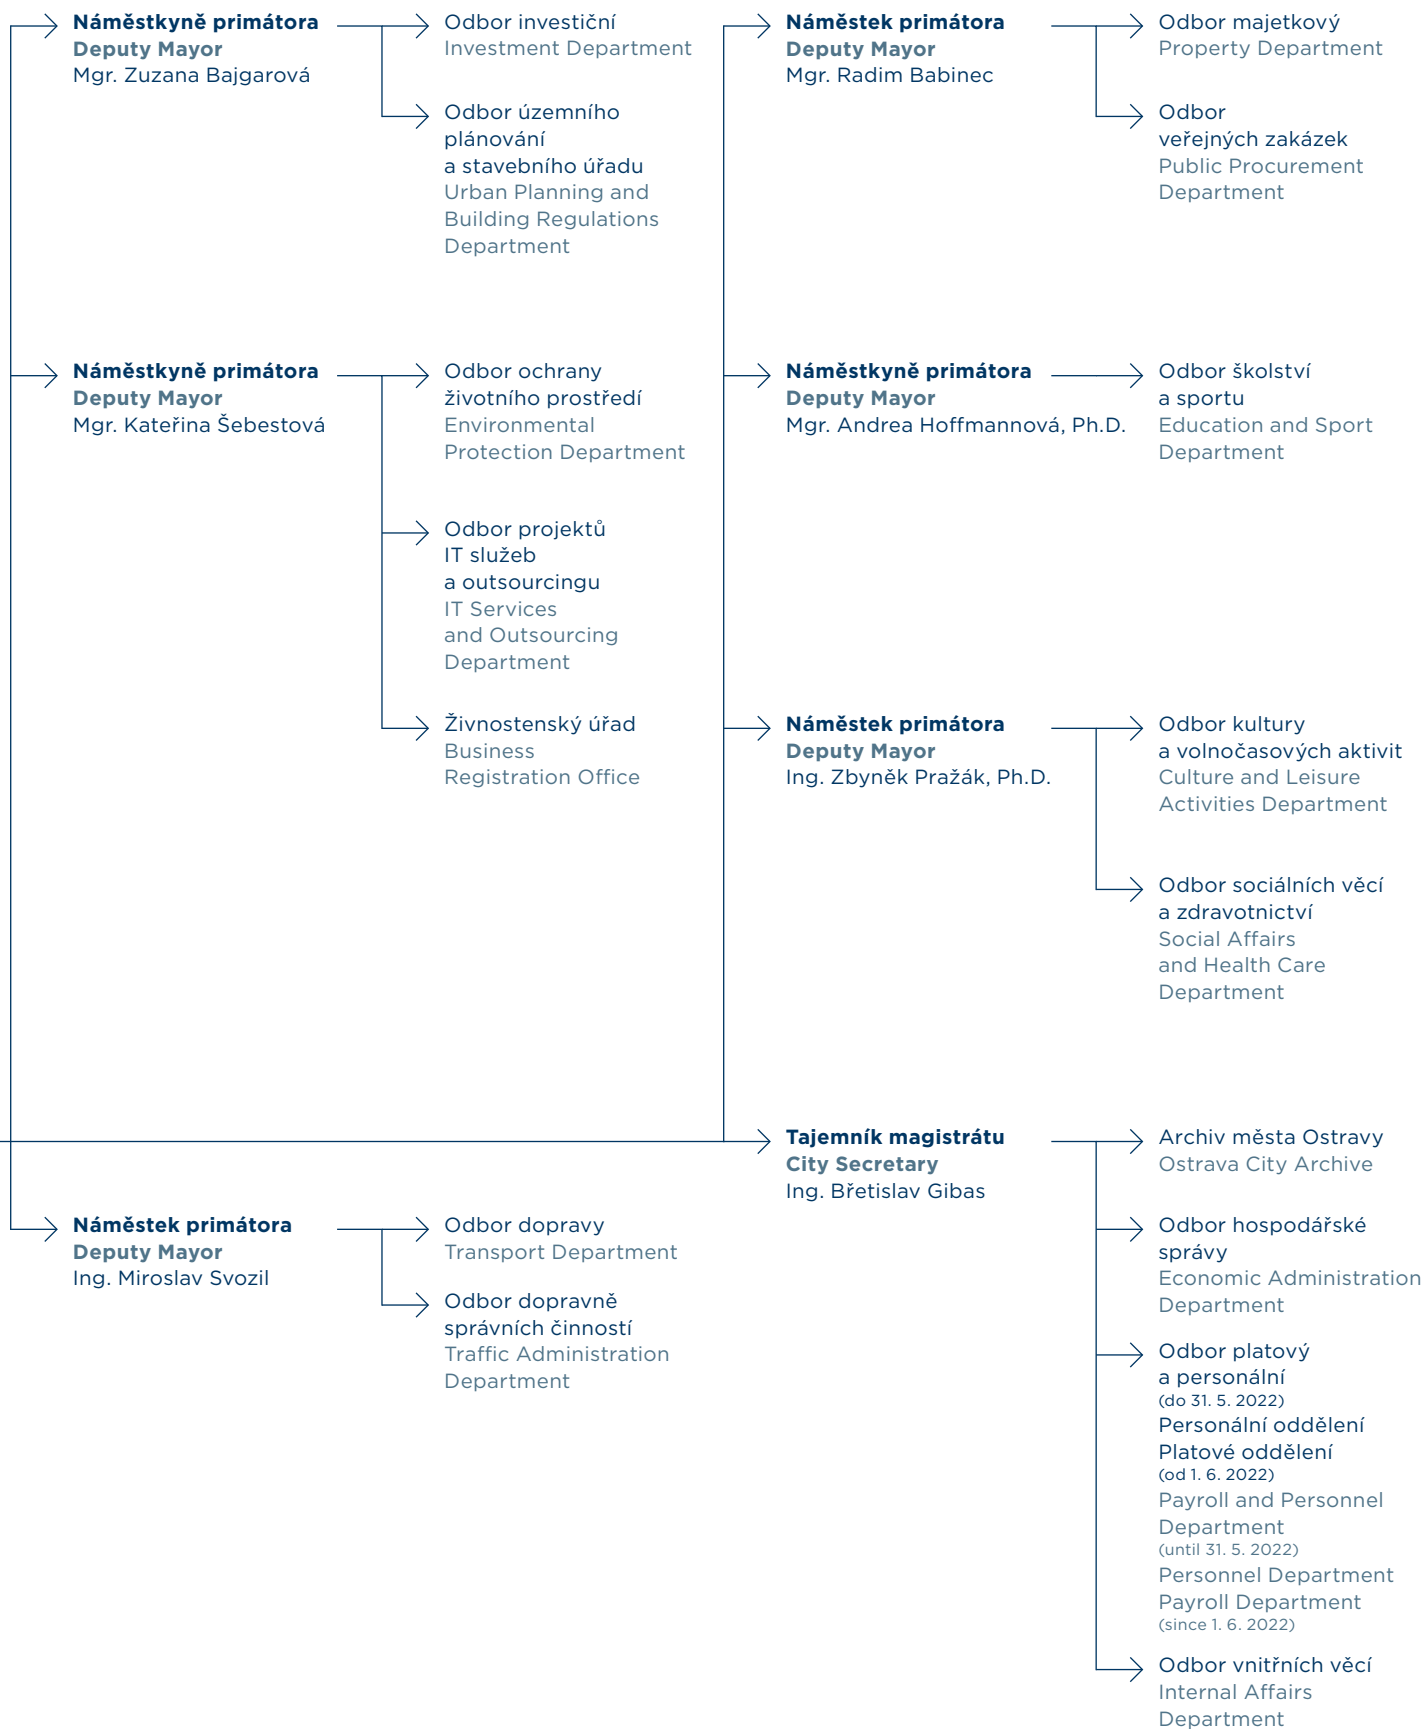 Náměstkyně primátora
Deputy Mayor
Mgr. Zuzana Bajgarová
Odbor investiční
Investment Department
Odbor územního
plánování
a stavebního úřadu
Urban Planning and
Building Regulations
Department
Náměstkyně primátora
Deputy Mayor
Mgr. Kateřina Šebestová
Odbor ochrany
životního prostředí
Environmental
Protection Department
Odbor projektů
IT služeb
a outsourcingu
IT Services
and Outsourcing
Department
Živnostenský úřad
Business
Registration Office
Náměstek primátora
Deputy Mayor
Ing. Miroslav Svozil
Odbor dopravy
Transport Department
Odbor dopravně
správních činností
Traffic Administration
Department
Náměstek primátora
Deputy Mayor
Mgr. Radim Babinec
Odbor majetkový
Property Department
Odbor
veřejných zakázek
Public Procurement
Department
Náměstkyně primátora
Deputy Mayor
Mgr. Andrea Hoffmannová, Ph.D.
Odbor školství
a sportu
Education and Sport
Department
Náměstek primátora
Deputy Mayor
Ing. Zbyněk Pražák, Ph.D.
Odbor kultury
a volnočasových aktivit
Culture and Leisure
Activities Department
Odbor sociálních věcí
a zdravotnictví
Social Affairs
and Health Care
Department
Tajemník magistrátu
City Secretary
Ing. Břetislav Gibas
Archiv města Ostravy
Ostrava City Archive
Odbor hospodářské
správy
Economic Administration
Department
Odbor platový
a personální
(do 31. 5. 2022)
Personální oddělení
Platové oddělení
(od 1. 6. 2022)
Payroll and Personnel
Department
(until 31. 5. 2022)
Personnel Department
Payroll Department
(since 1. 6. 2022)
Odbor vnitřních věcí
Internal Affairs
Department